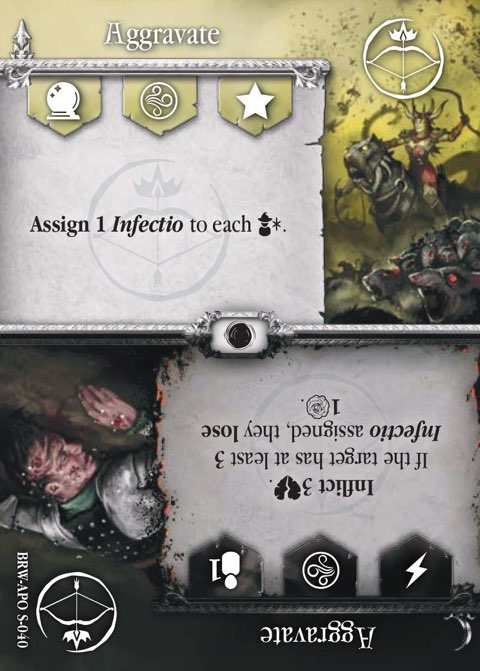 Aggravate
Assign 1 Infectio to each *.
Aggravate
1
Inflict 3 .
If the target has at least 3
Infectio assigned, they lose
1 .
BRW-APO S-040